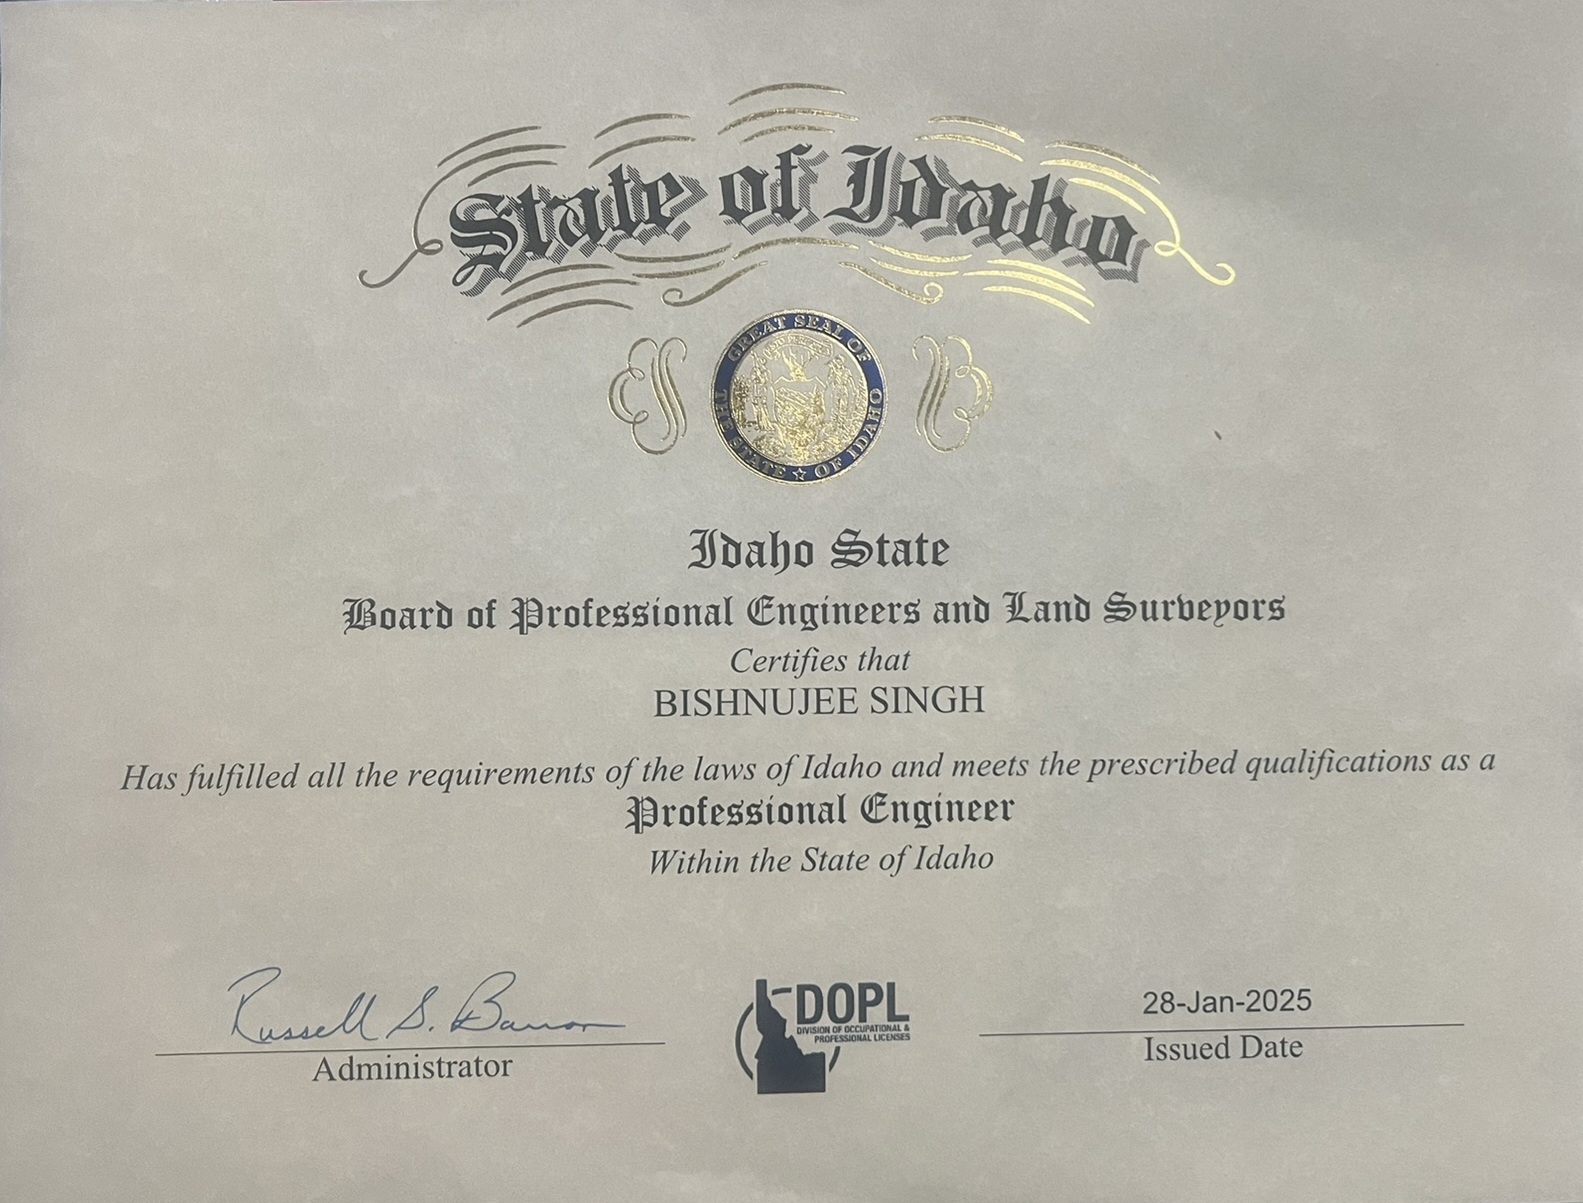 State of Idaho
GREAT SEAL OF
THE STATE ☆ OF IDAHO
Idaho State
Board of Professional Engineers and Land Surveyors
Certifies that
BISHNUJEE SINGH
Has fulfilled all the requirements of the laws of Idaho and meets the prescribed qualifications as a
Professional Engineer
Within the State of Idaho
Russell S. Barron
Administrator
DOPL
DIVISION OF OCCUPATIONAL &
PROFESSIONAL LICENSES
28-Jan-2025
Issued Date